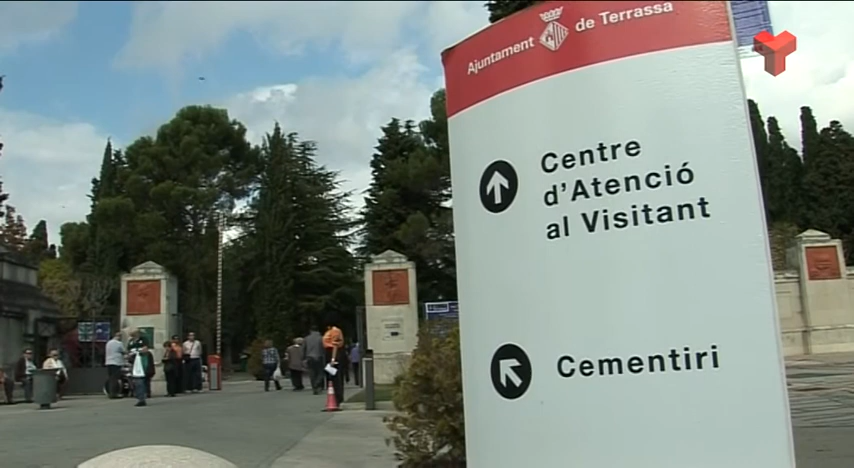 Ajuntament de Terrassa
Centre
d'Atenció
al Visitant
Cementiri